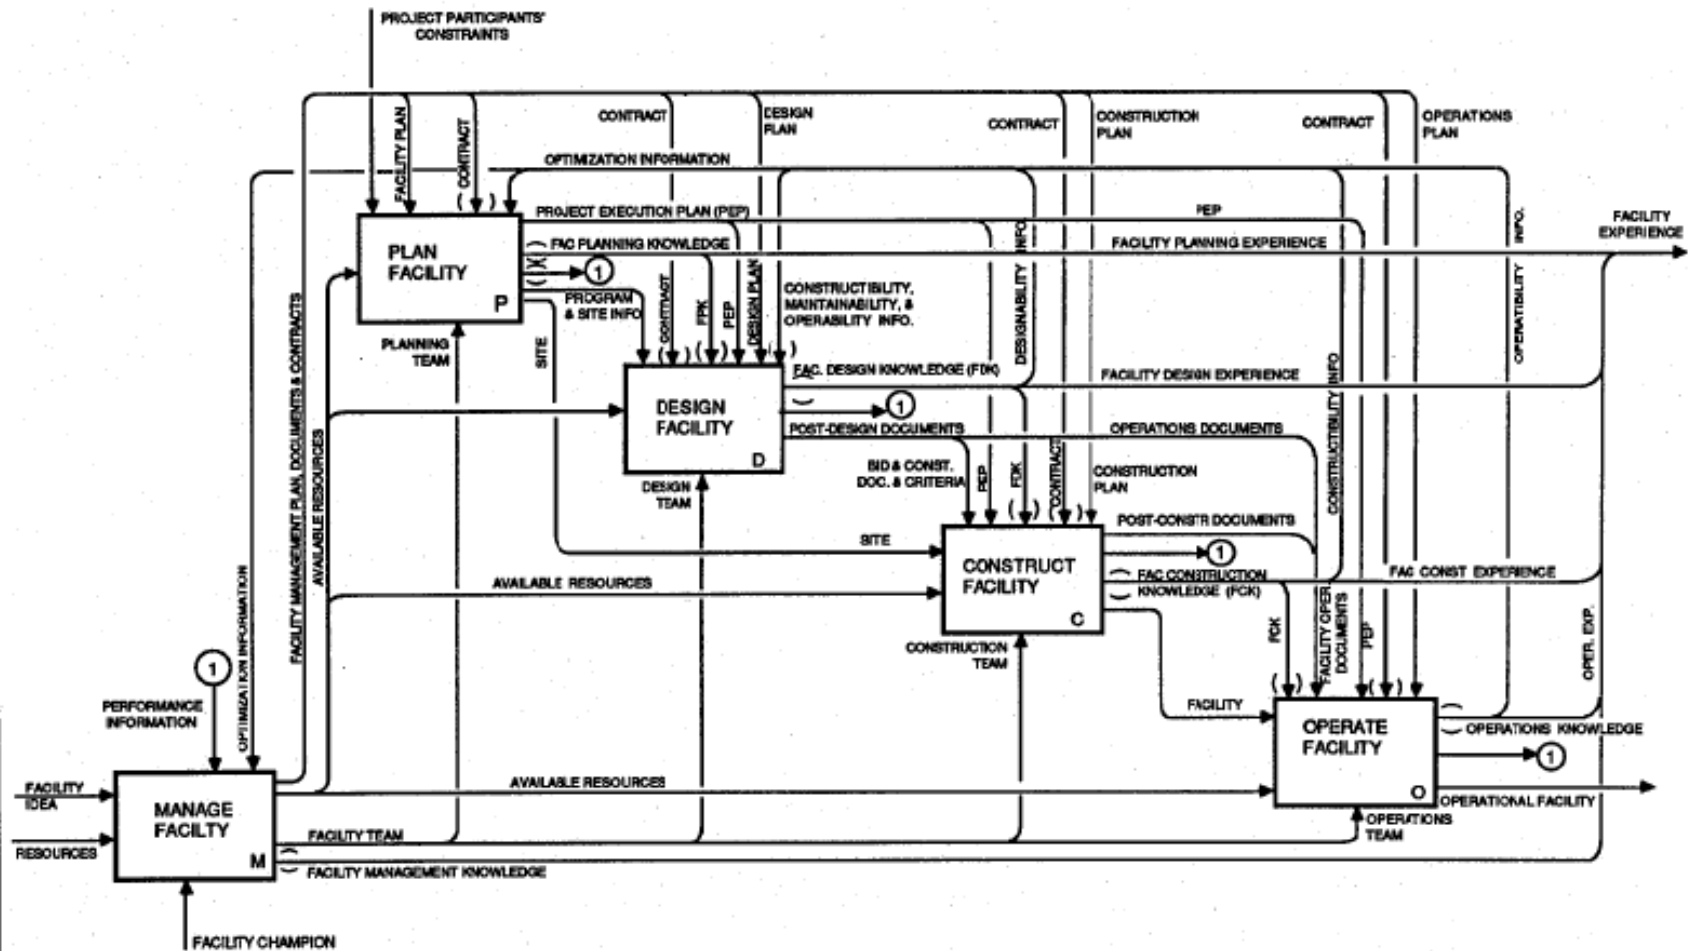 PROJECT PARTICIPANTS'
CONSTRAINTS
FACILITY PLAN
CONTRACT
CONTRACT
DESIGN
PLAN
CONTRACT
CONSTRUCTION
PLAN
CONTRACT
OPERATIONS
PLAN
OPTIMIZATION INFORMATION
PROJECT EXECUTION PLAN (PEP)
PEP
FAC PLANNING KNOWLEDGE
FACILITY PLANNING EXPERIENCE
FACILITY
EXPERIENCE
PLAN
FACILITY
P
1
PROGRAM
& SITE INFO
CONTRACT
FPK
PEP
DESIGN PLAN
CONSTRUCTIBILITY,
MAINTAINABILITY, &
OPERABILITY INFO.
DESIGNABILITY INFO
OPERATIBILITY INFO.
PLANNING
TEAM
SITE
FAC. DESIGN KNOWLEDGE (FDK)
FACILITY DESIGN EXPERIENCE
DESIGN
FACILITY
D
1
POST-DESIGN DOCUMENTS
OPERATIONS DOCUMENTS
BID & CONST.
DOC. & CRITERIA
PEP
FDK
CONTRACT
CONSTRUCTION
PLAN
CONSTRUCTIBILITY INFO
DESIGN
TEAM
FACILITY MANAGEMENT PLAN, DOCUMENTS & CONTRACTS
AVAILABLE RESOURCES
OPTIMIZATION INFORMATION
POST-CONSTR DOCUMENTS
SITE
1
CONSTRUCT
FACILITY
C
FAC CONSTRUCTION
KNOWLEDGE (FCK)
FAC CONST EXPERIENCE
AVAILABLE RESOURCES
FCK
FACILITY OPER.
DOCUMENTS
PEP
OPER. EXP.
CONSTRUCTION
TEAM
1
PERFORMANCE
INFORMATION
FACILITY
OPERATE
FACILITY
O
OPERATIONS KNOWLEDGE
1
OPERATIONAL FACILITY
AVAILABLE RESOURCES
OPERATIONS
TEAM
FACILITY
IDEA
RESOURCES
MANAGE
FACILTY
M
FACILITY TEAM
FACILITY MANAGEMENT KNOWLEDGE
FACILITY CHAMPION